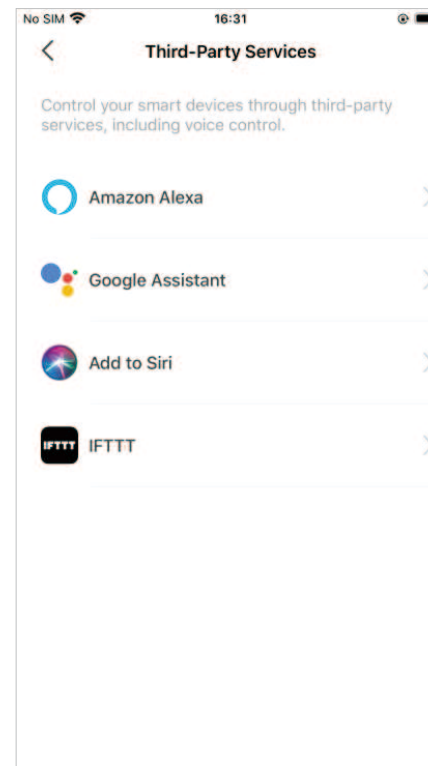 No SIM 16:31
Third-Party Services
Control your smart devices through third-party
services, including voice control.
Amazon Alexa
Google Assistant
Add to Siri
IFTTT IFTTT